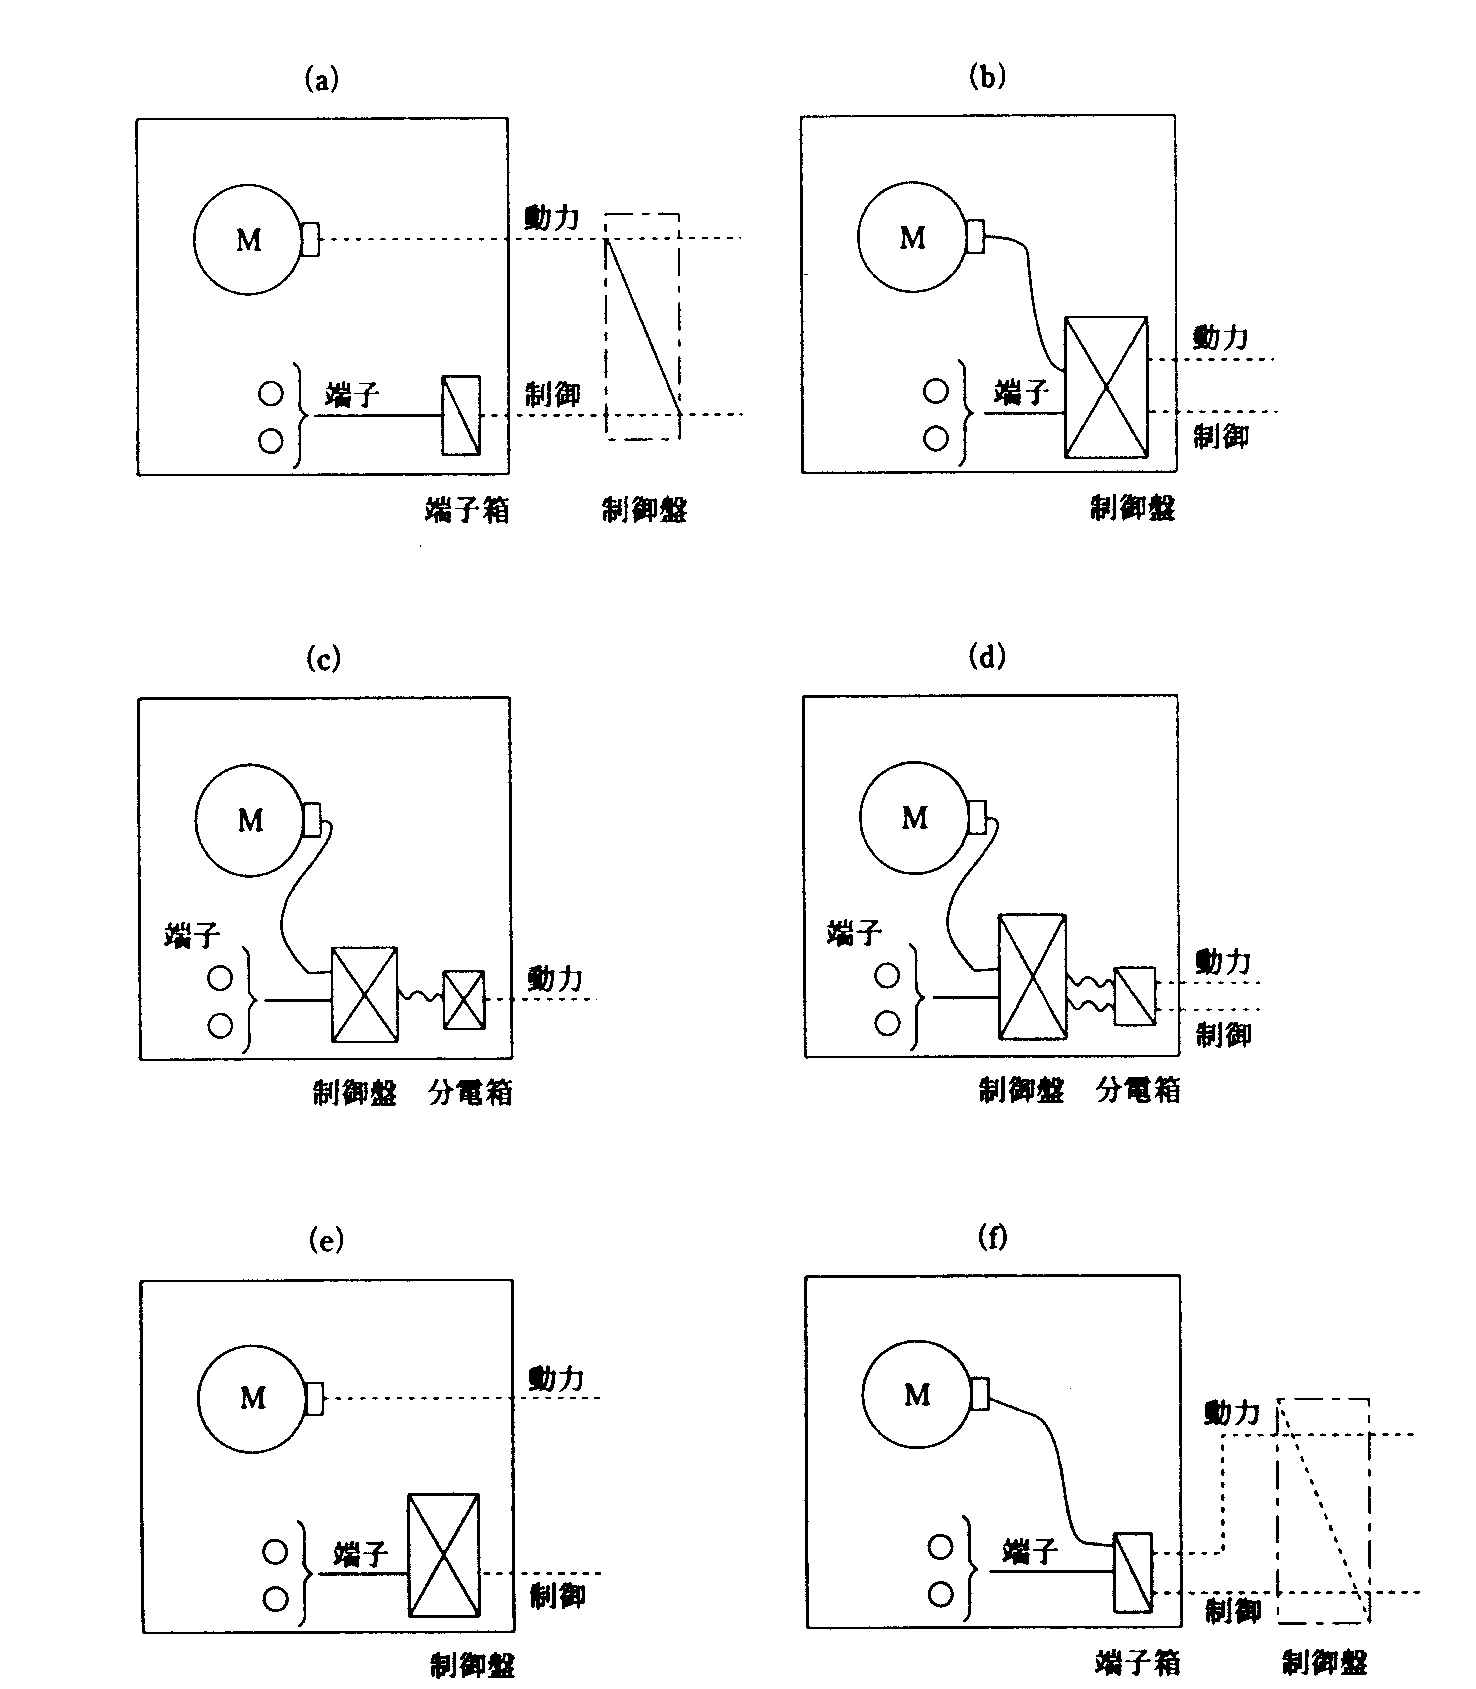 (a)
M
動力
端子
制御
端子箱
制御盤
(b)
M
動力
端子
制御
制御盤
(c)
M
端子
動力
制御盤
分電箱
(d)
M
端子
動力
制御
制御盤
分電箱
(e)
M
動力
端子
制御
制御盤
(f)
M
動力
端子
制御
端子箱
制御盤